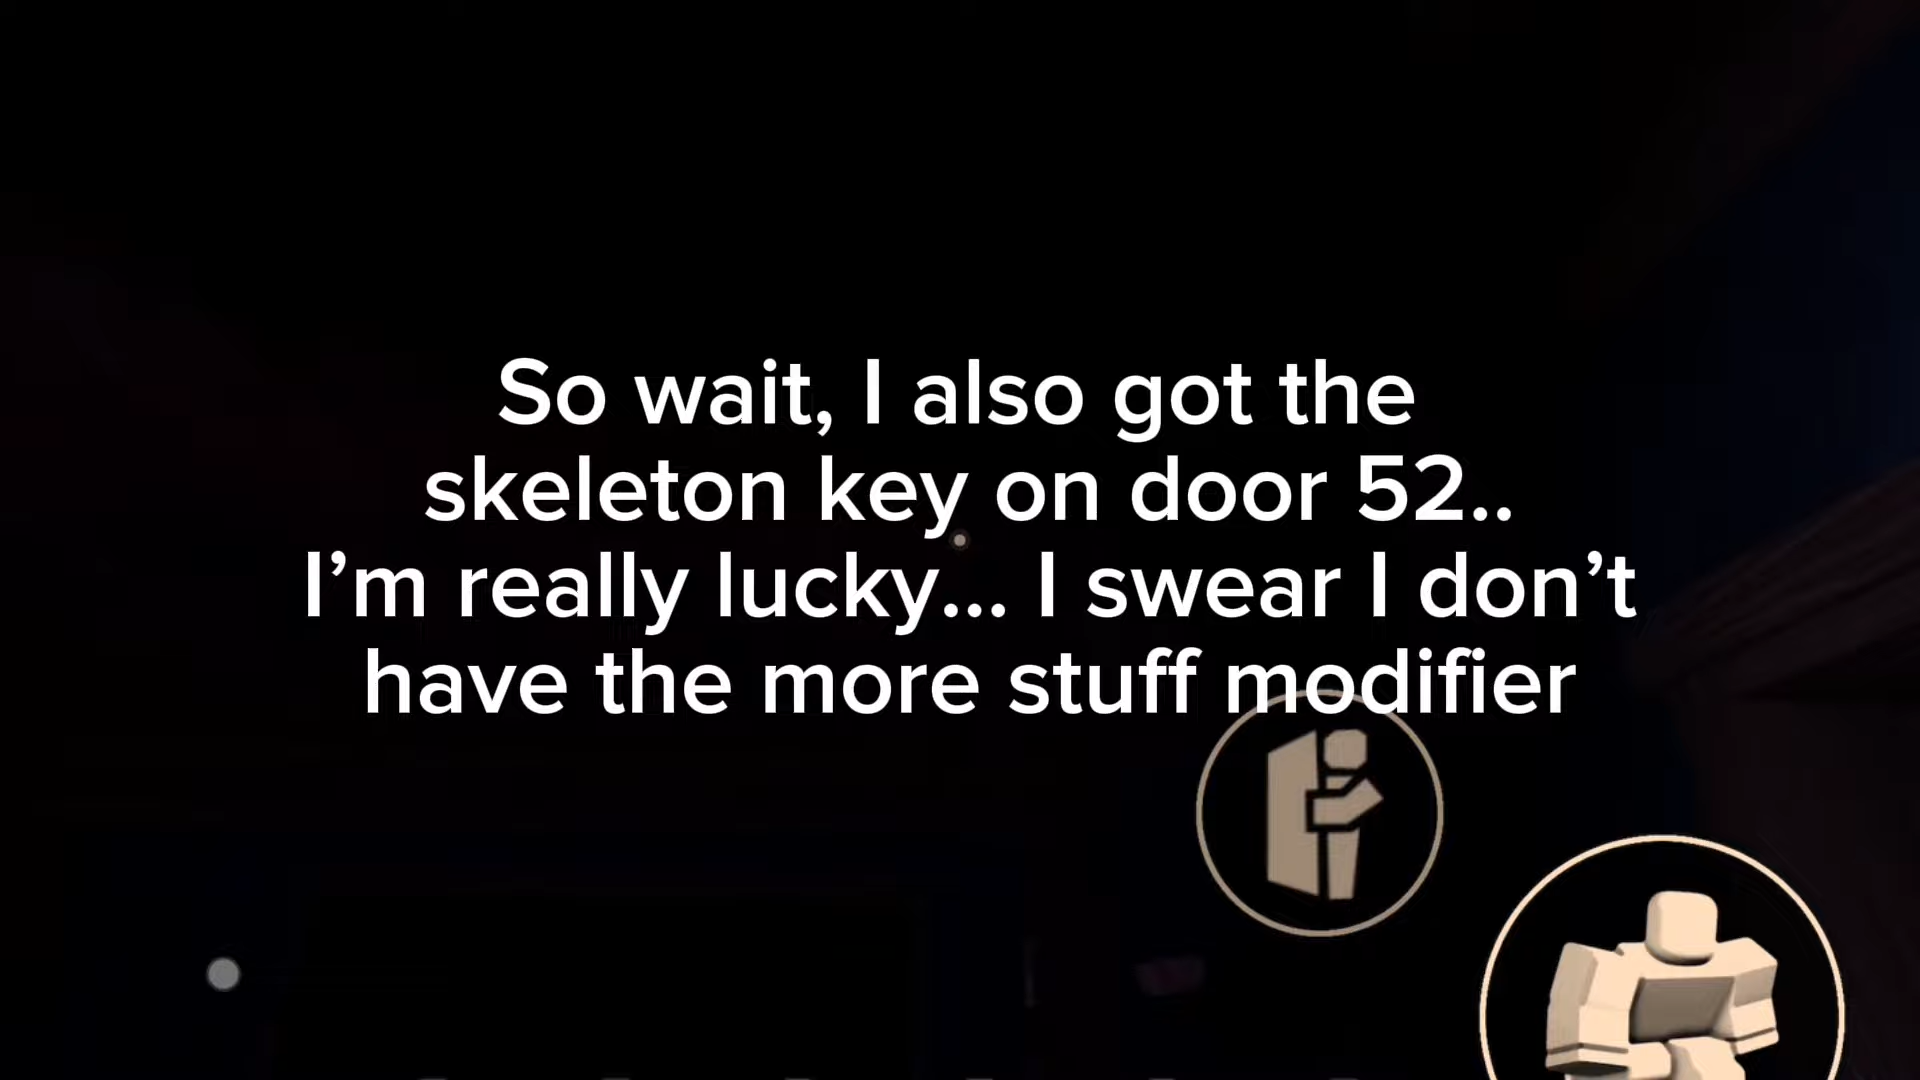 So wait, I also got the
skeleton key on door 52..
I’m really lucky... I swear I don’t
have the more stuff modifier